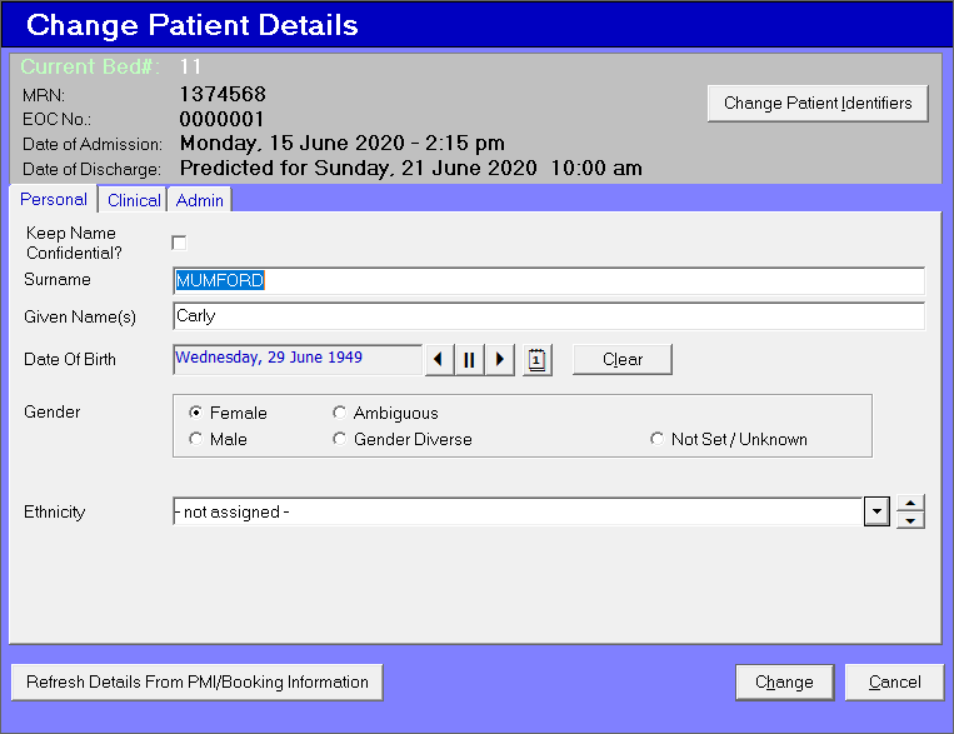 Change Patient Details
Current Bed#: 11
MRN: 1374568
EOC No.: 0000001
Date of Admission: Monday, 15 June 2020 - 2:15 pm
Date of Discharge: Predicted for Sunday, 21 June 2020 10:00 am
Change Patient Identifiers
Personal Clinical Admin
Keep Name
Confidential?
Surname MUMFORD
Given Name(s) Carly
Date Of Birth Wednesday, 29 June 1949 1 Clear
Gender Female Ambiguous
Male Gender Diverse Not Set / Unknown
Ethnicity - not assigned -
Refresh Details From PMI/Booking Information Change Cancel